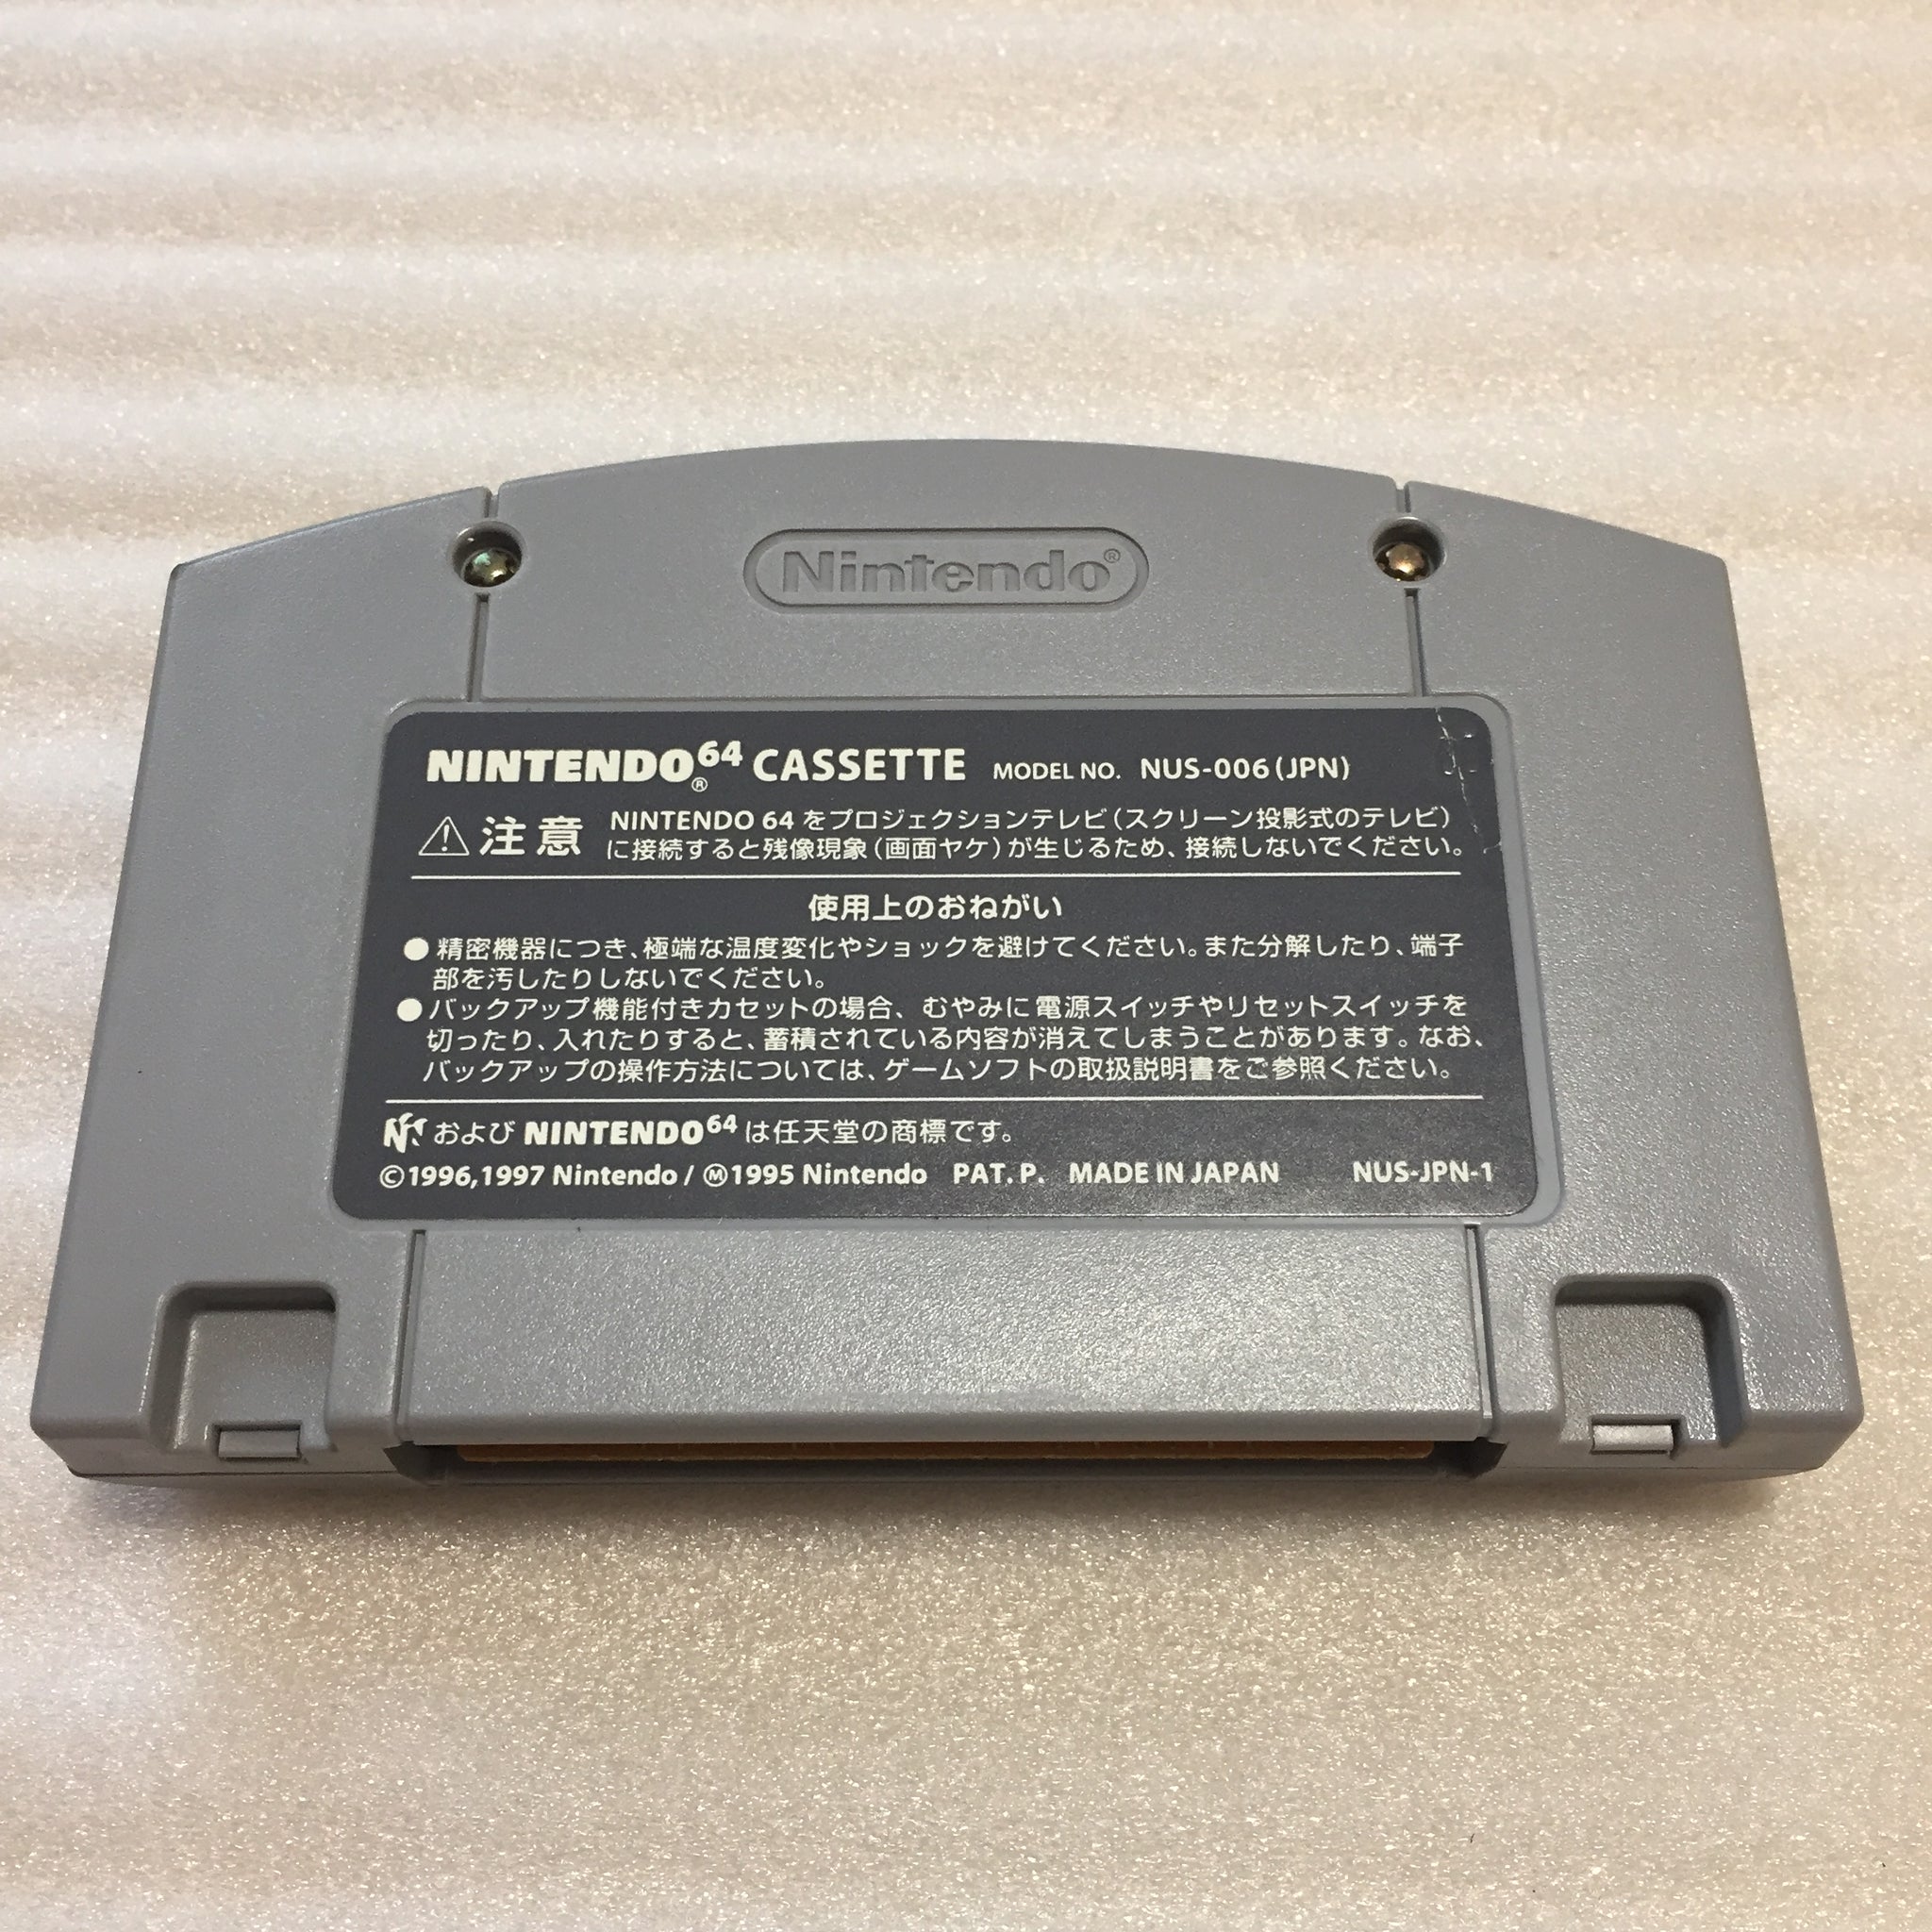 Nintendo®
NINTENDO64® CASSETTE MODEL NO. NUS-006(JPN)
注意 NINTENDO 64 をプロジェクションテレビ(スクリーン投影式のテレビ)
に接続すると残像現象(画面ヤケ)が生じるため、接続しないでください。
使用上のおねがい
●精密機器につき、極端な温度変化やショックを避けてください。また分解したり、端子
部を汚したりしないでください。
●バックアップ機能付きカセットの場合、むやみに電源スイッチやリセットスイッチを
切ったり、入れたりすると、蓄積されている内容が消えてしまうことがあります。なお、
バックアップの操作方法については、ゲームソフトの取扱説明書をご参照ください。
N および NINTENDO64 は任天堂の商標です。
©1996,1997 Nintendo / Ⓜ1995 Nintendo PAT. P. MADE IN JAPAN NUS-JPN-1